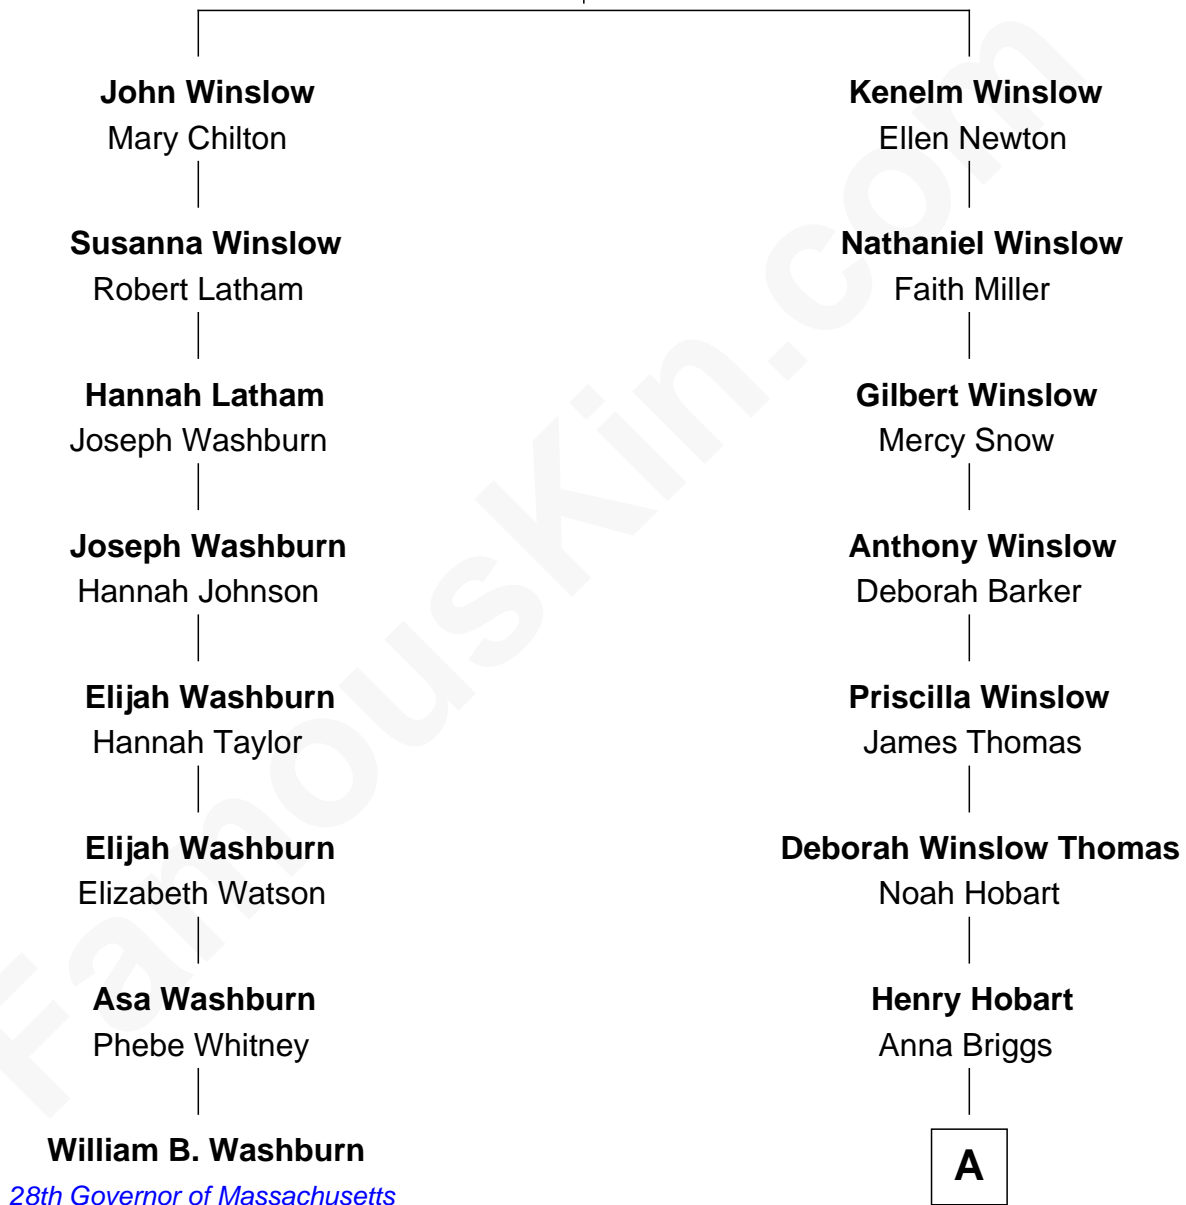 John Winslow
Mary Chilton
Susanna Winslow
Robert Latham
Hannah Latham
Joseph Washburn
Joseph Washburn
Hannah Johnson
Elijah Washburn
Hannah Taylor
Elijah Washburn
Elizabeth Watson
Asa Washburn
Phebe Whitney
William B. Washburn
28th Governor of Massachusetts
Kenelm Winslow
Ellen Newton
Nathaniel Winslow
Faith Miller
Gilbert Winslow
Mercy Snow
Anthony Winslow
Deborah Barker
Priscilla Winslow
James Thomas
Deborah Winslow Thomas
Noah Hobart
Henry Hobart
Anna Briggs
A
FamousKin.com